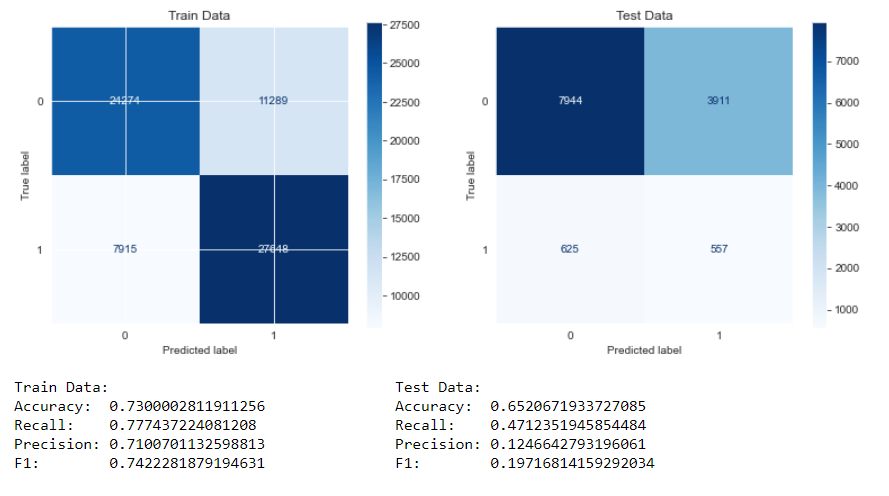 Train Data
27500
25000
22500
20000
17500
15000
12500
10000
0
1
True label
24274 11289
7915 27648
0 1
Predicted label
Test Data
7000
6000
5000
4000
3000
2000
1000
0
1
True label
7944 3911
625 557
0 1
Predicted label
Train Data:
Accuracy: 0.7300002811911256
Recall: 0.777437224081208
Precision: 0.7100701132598813
F1: 0.7422281879194631
Test Data:
Accuracy: 0.6520671933727085
Recall: 0.4712351945854484
Precision: 0.1246642793196061
F1: 0.19716814159292034